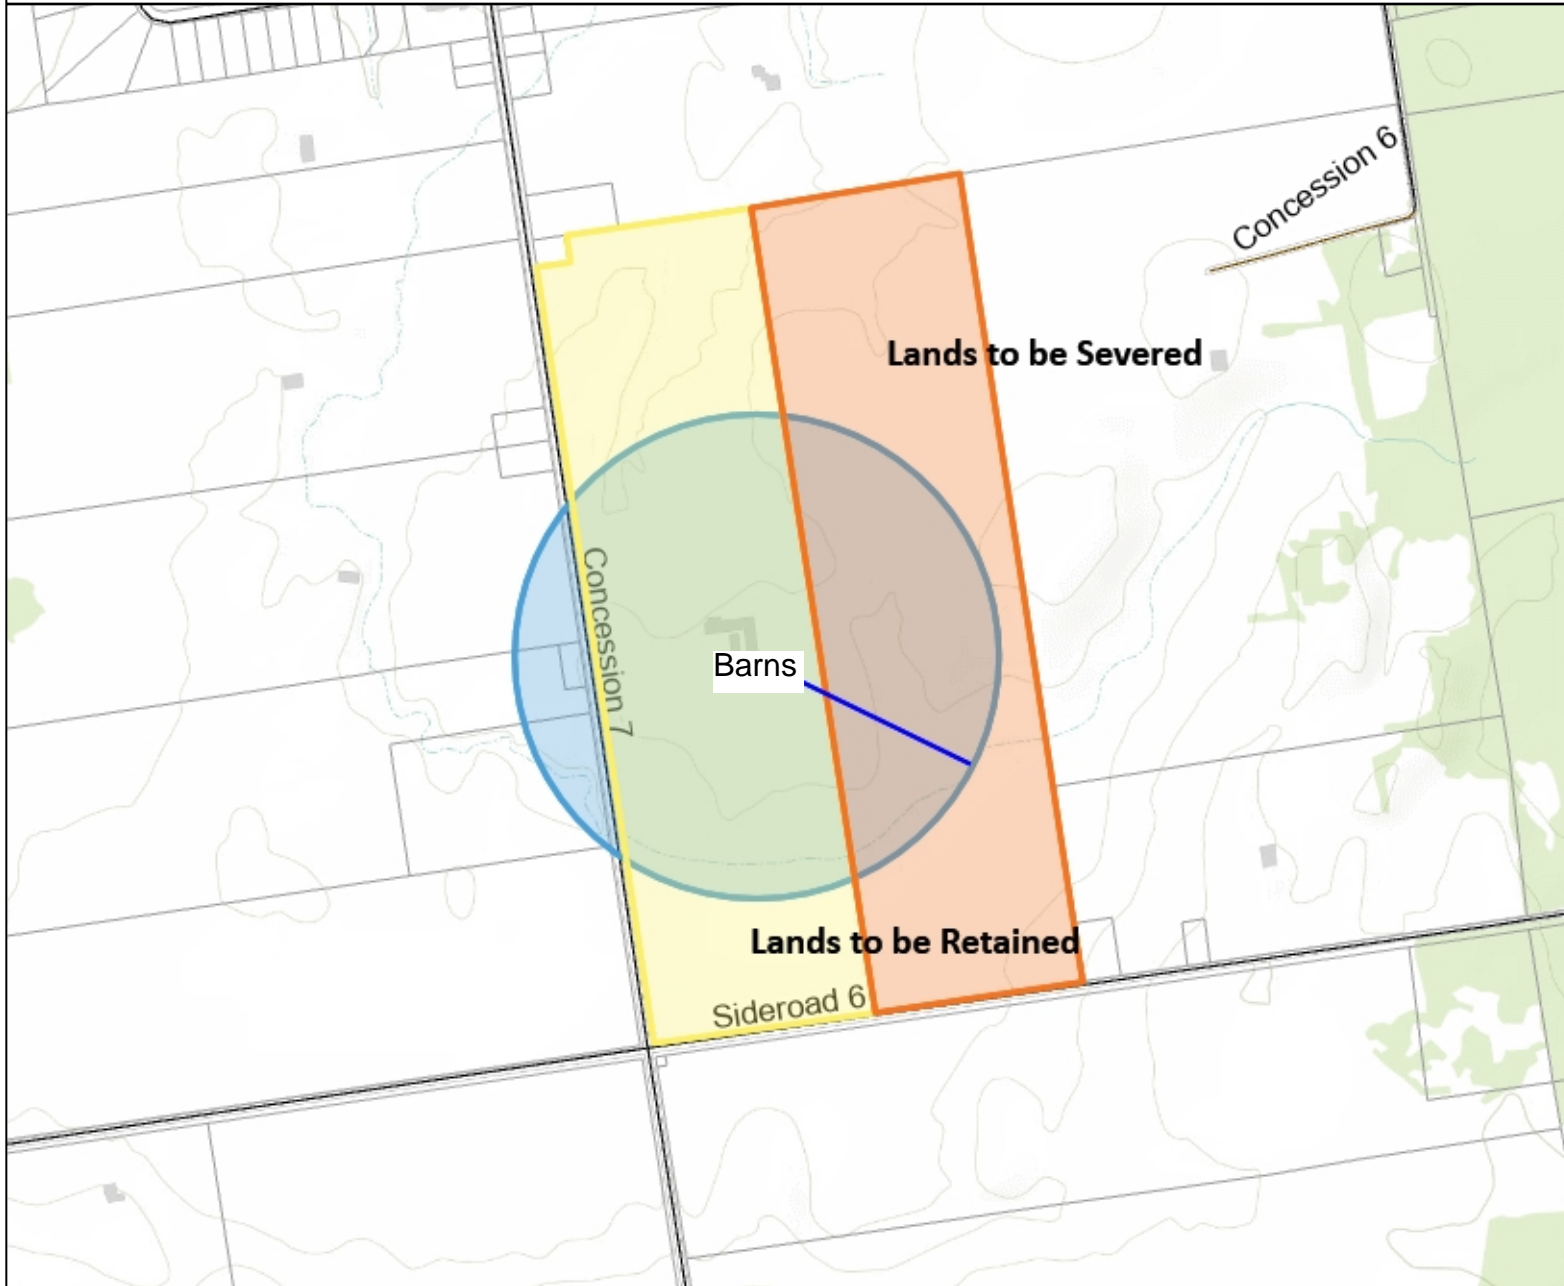 Concession 6
Lands to be Severed
Concession 7
Barns
Lands to be Retained
Sideroad 6